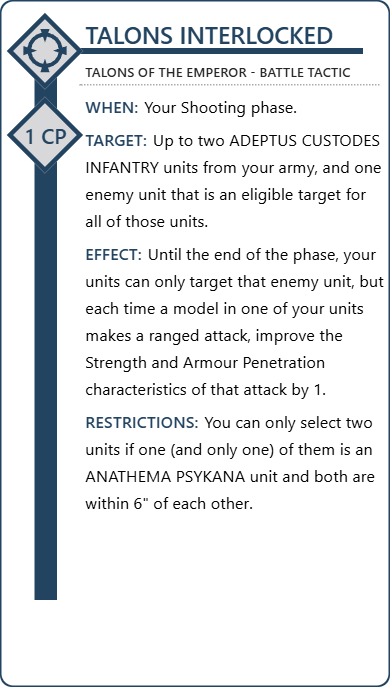 TALONS INTERLOCKED
TALONS OF THE EMPEROR - BATTLE TACTIC
WHEN: Your Shooting phase.
1 CP
TARGET: Up to two ADEPTUS CUSTODES
INFANTRY units from your army, and one
enemy unit that is an eligible target for
all of those units.
EFFECT: Until the end of the phase, your
units can only target that enemy unit, but
each time a model in one of your units
makes a ranged attack, improve the
Strength and Armour Penetration
characteristics of that attack by 1.
RESTRICTIONS: You can only select two
units if one (and only one) of them is an
ANATHEMA PSYKANA unit and both are
within 6" of each other.